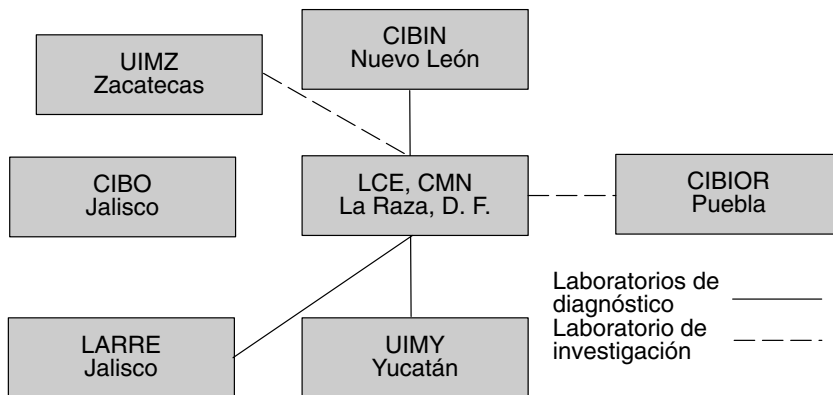 UIMZ
Zacatecas
CIBIN
Nuevo León
CIBO
Jalisco
LCE, CMN
La Raza, D. F.
CIBIOR
Puebla
LARRE
Jalisco
UIMY
Yucatán
Laboratorios de
diagnóstico
Laboratorio de
investigación